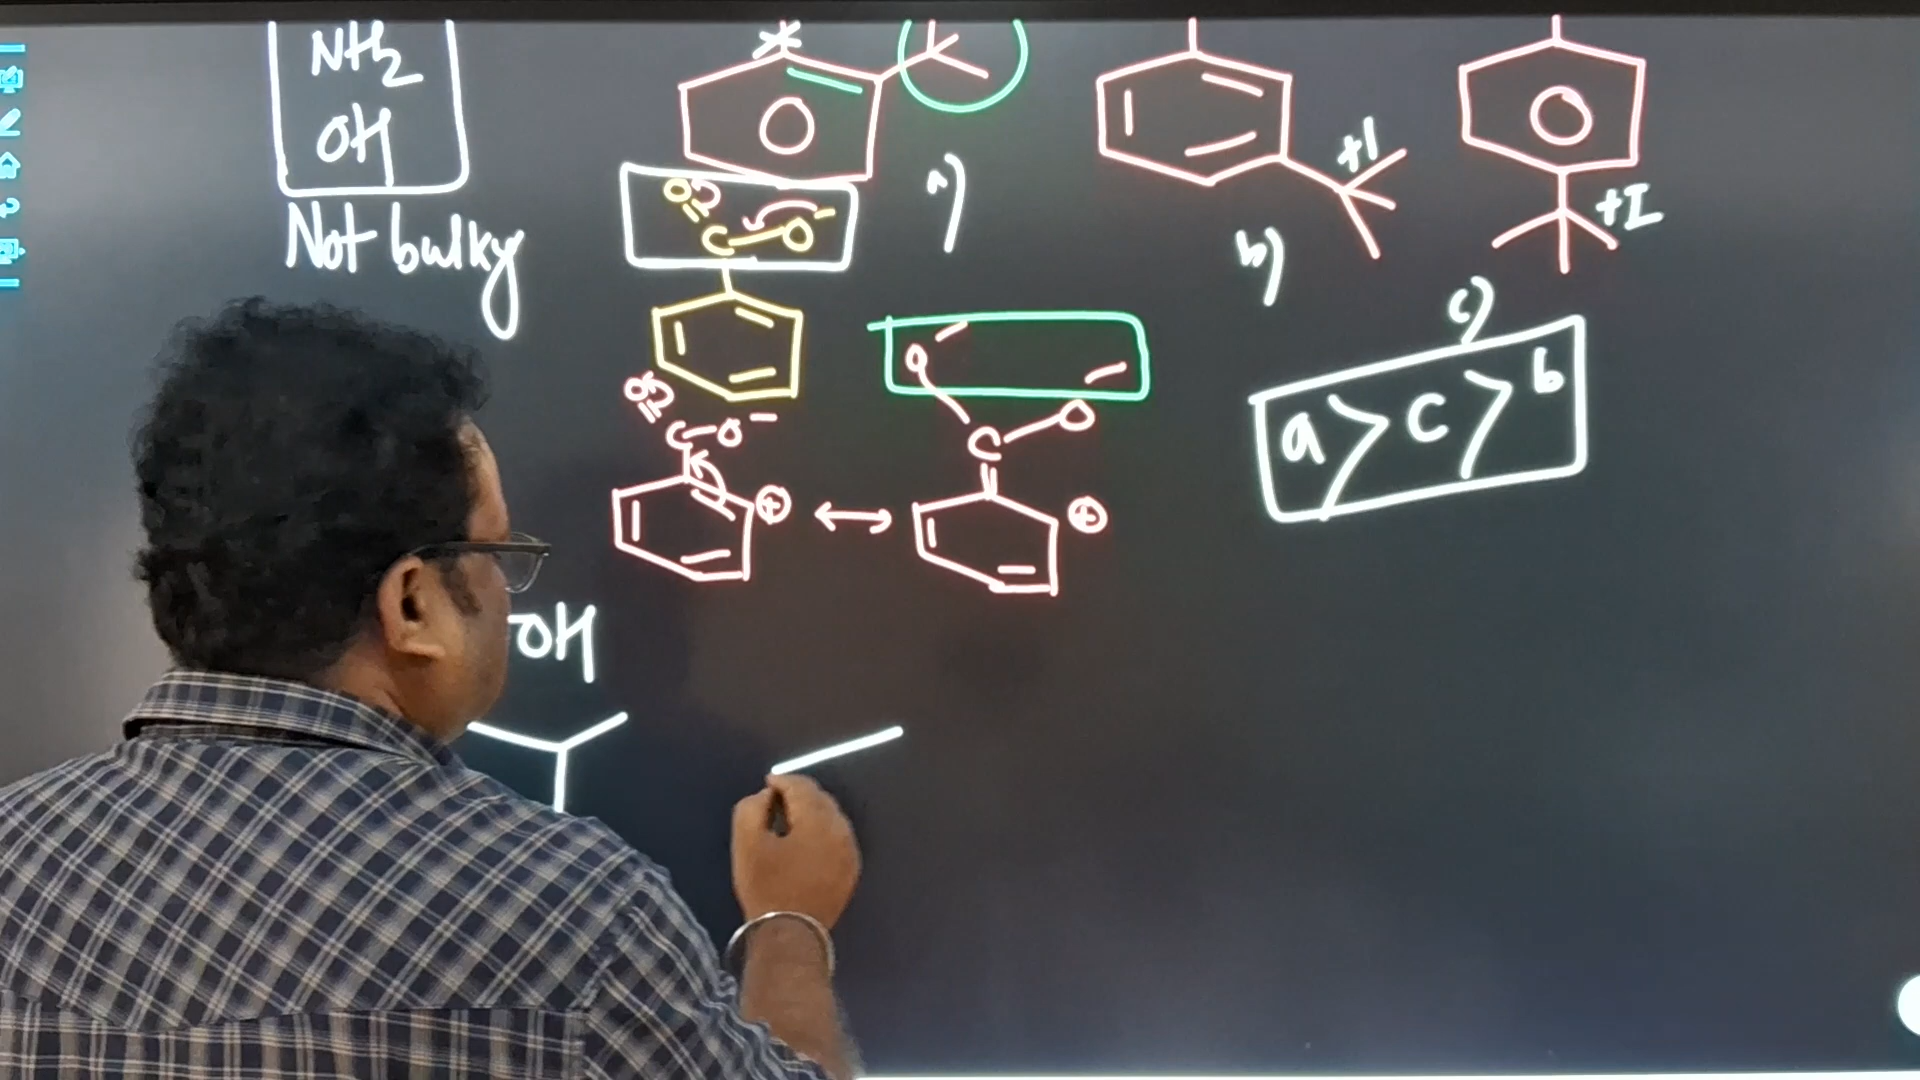 NH2
OH
Not bulky
O
C
O
-
a)
+I
b)
+I
c)
a > c > b
O
C
O
-
⊕
↔
O
-
C
O
-
⊕
OH